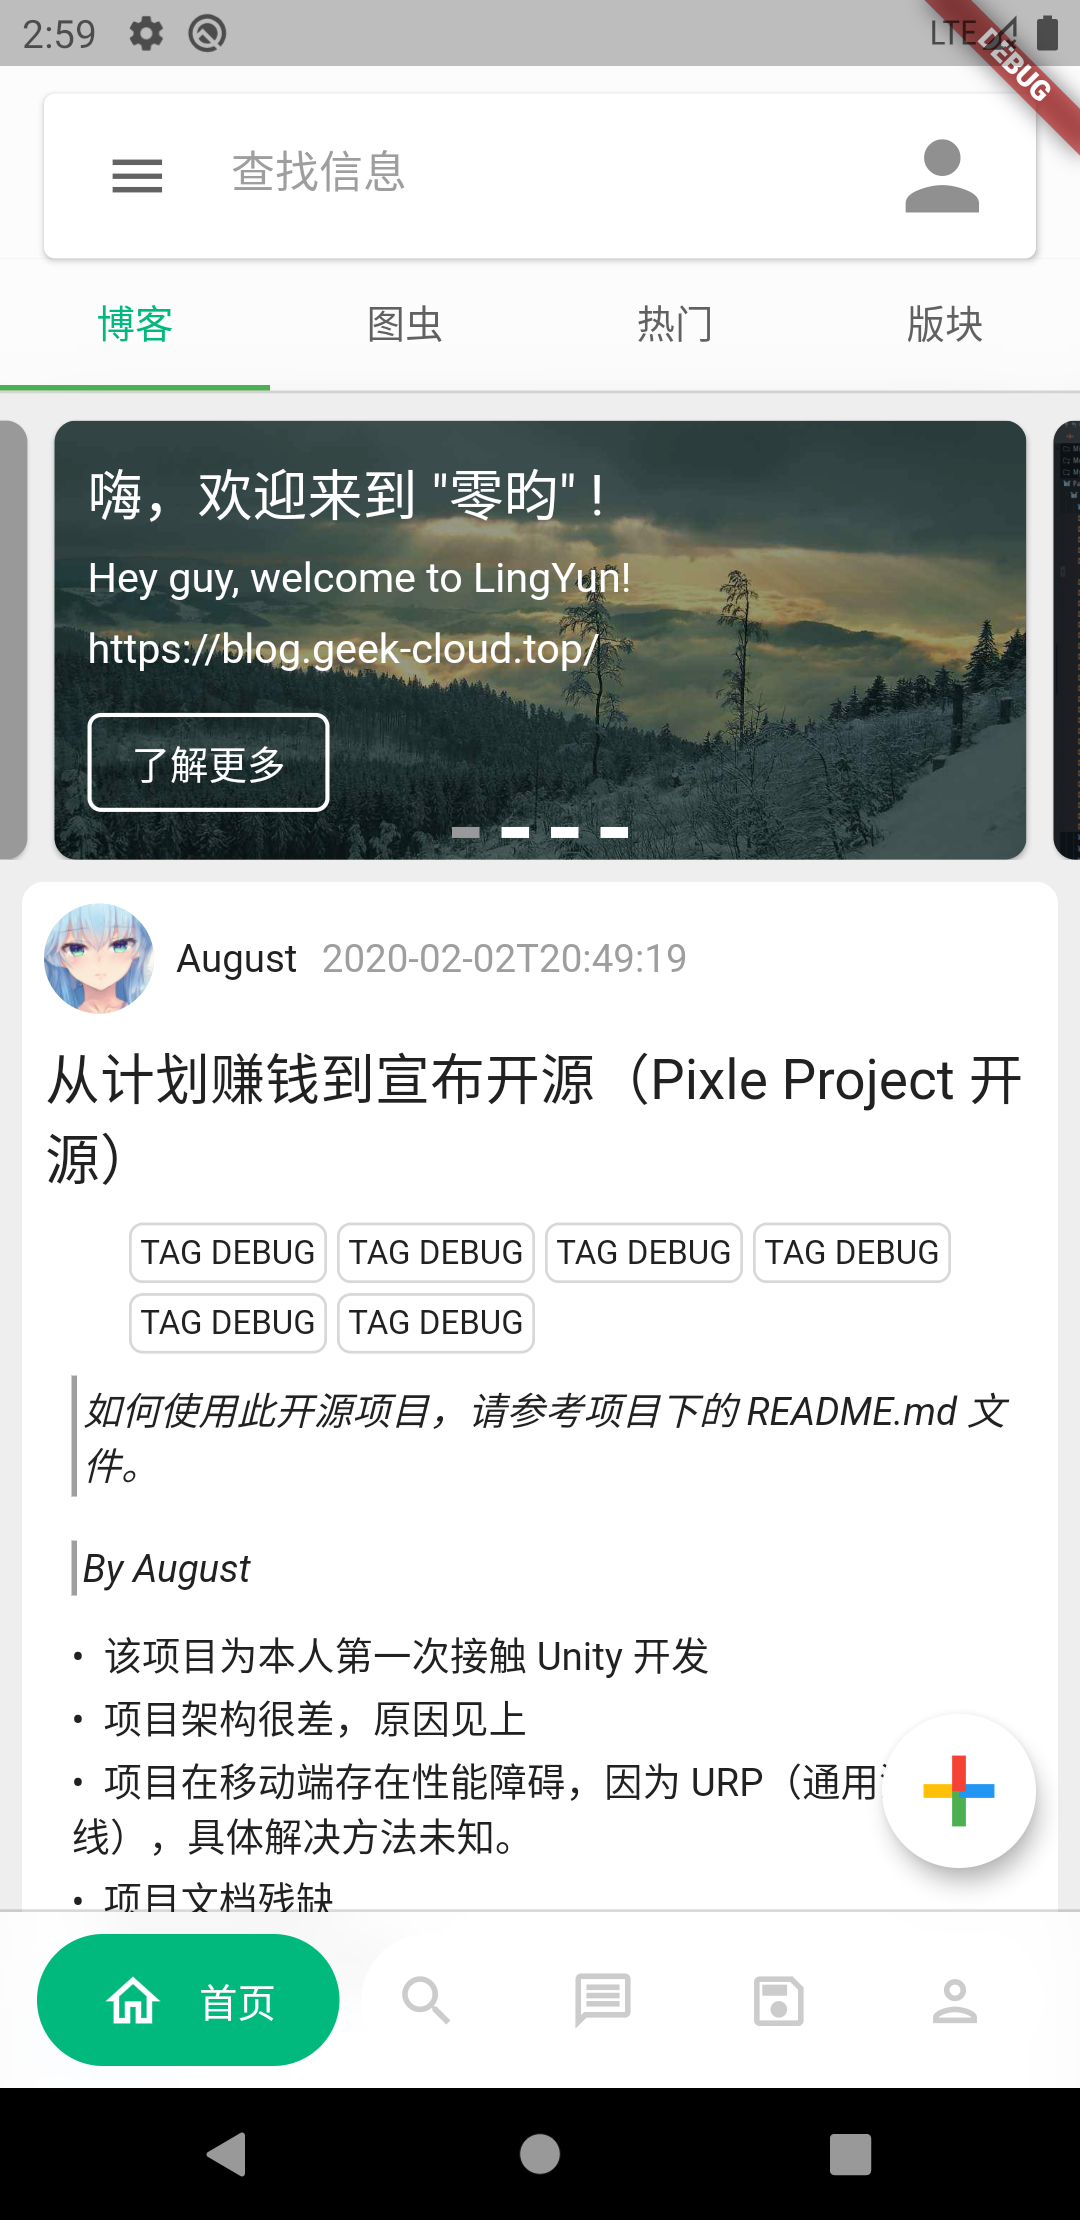 2:59
LTE
DEBUG
查找信息
博客 图虫 热门 版块
嗨，欢迎来到 "零昀" !
Hey guy, welcome to LingYun!
https://blog.geek-cloud.top/
了解更多
August 2020-02-02T20:49:19
从计划赚钱到宣布开源（Pixle Project 开
源）
TAG DEBUG TAG DEBUG TAG DEBUG TAG DEBUG
TAG DEBUG TAG DEBUG
如何使用此开源项目，请参考项目下的 README.md 文
件。
By August
• 该项目为本人第一次接触 Unity 开发
• 项目架构很差，原因见上
• 项目在移动端存在性能障碍，因为 URP（通用
线），具体解决方法未知。
• 项目文档残缺
首页